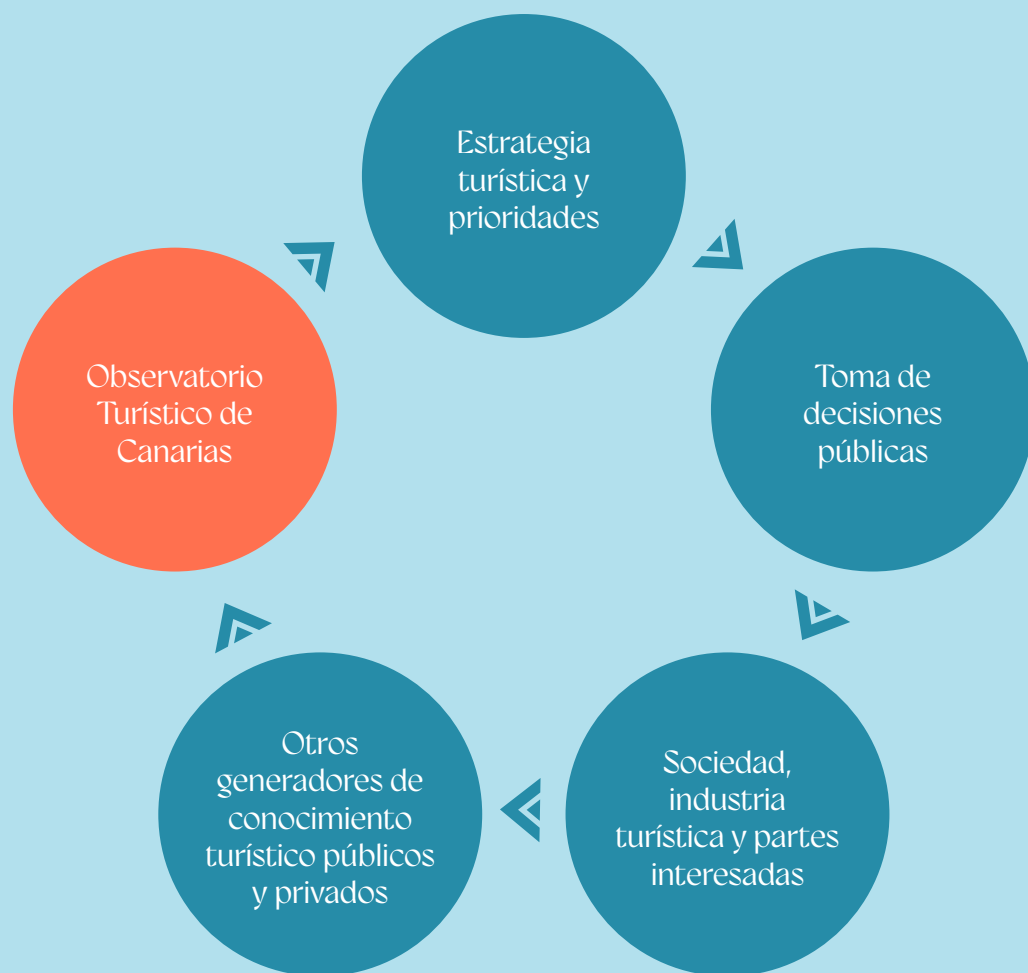 Estrategia
turística y
prioridades
Toma de
decisiones
públicas
Sociedad,
industria
turística y partes
interesadas
Otros
generadores de
conocimiento
turístico públicos
y privados
Observatorio
Turístico de
Canarias